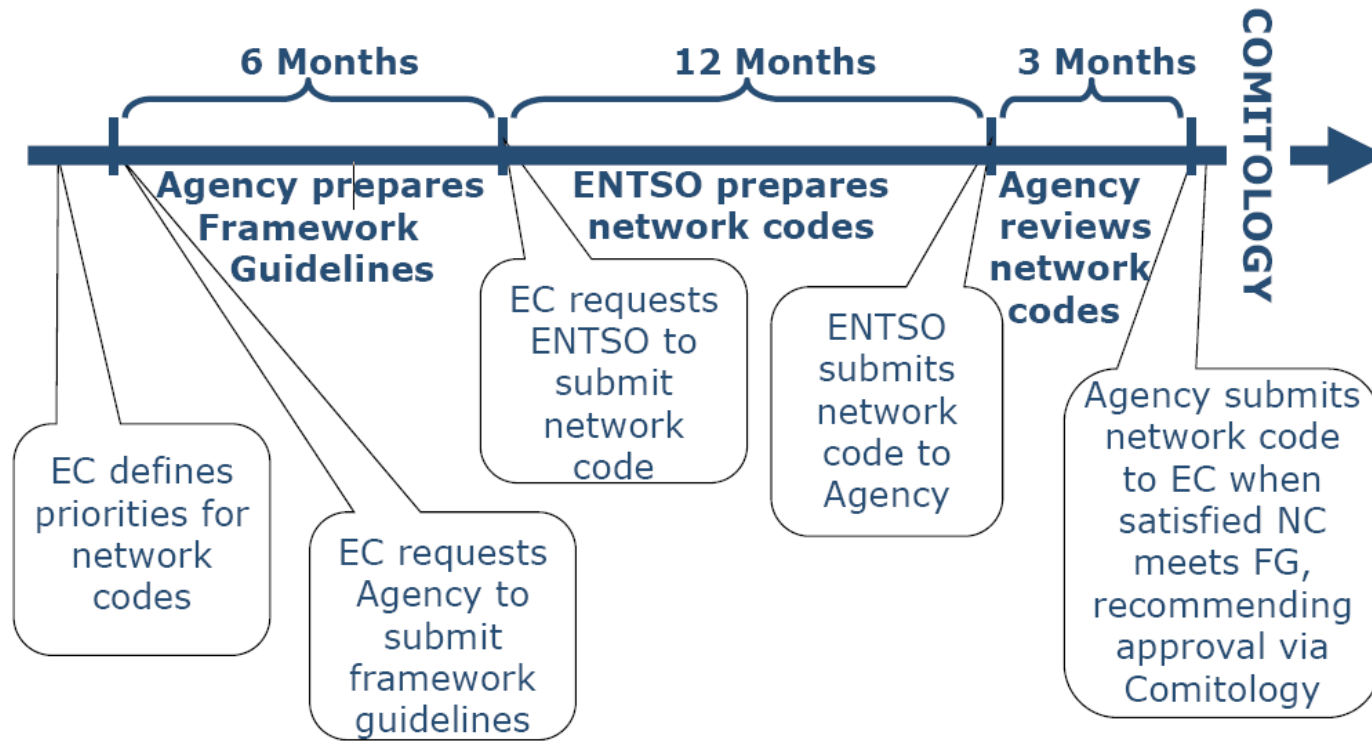 6 Months
12 Months
3 Months
COMITOLOGY
Agency prepares
Framework
Guidelines
ENTSO prepares
network codes
Agency
reviews
network
codes
EC defines
priorities for
network
codes
EC requests
Agency to
submit
framework
guidelines
EC requests
ENTSO to
submit
network
code
ENTSO
submits
network
code to
Agency
Agency submits
network code
to EC when
satisfied NC
meets FG,
recommending
approval via
Comitology